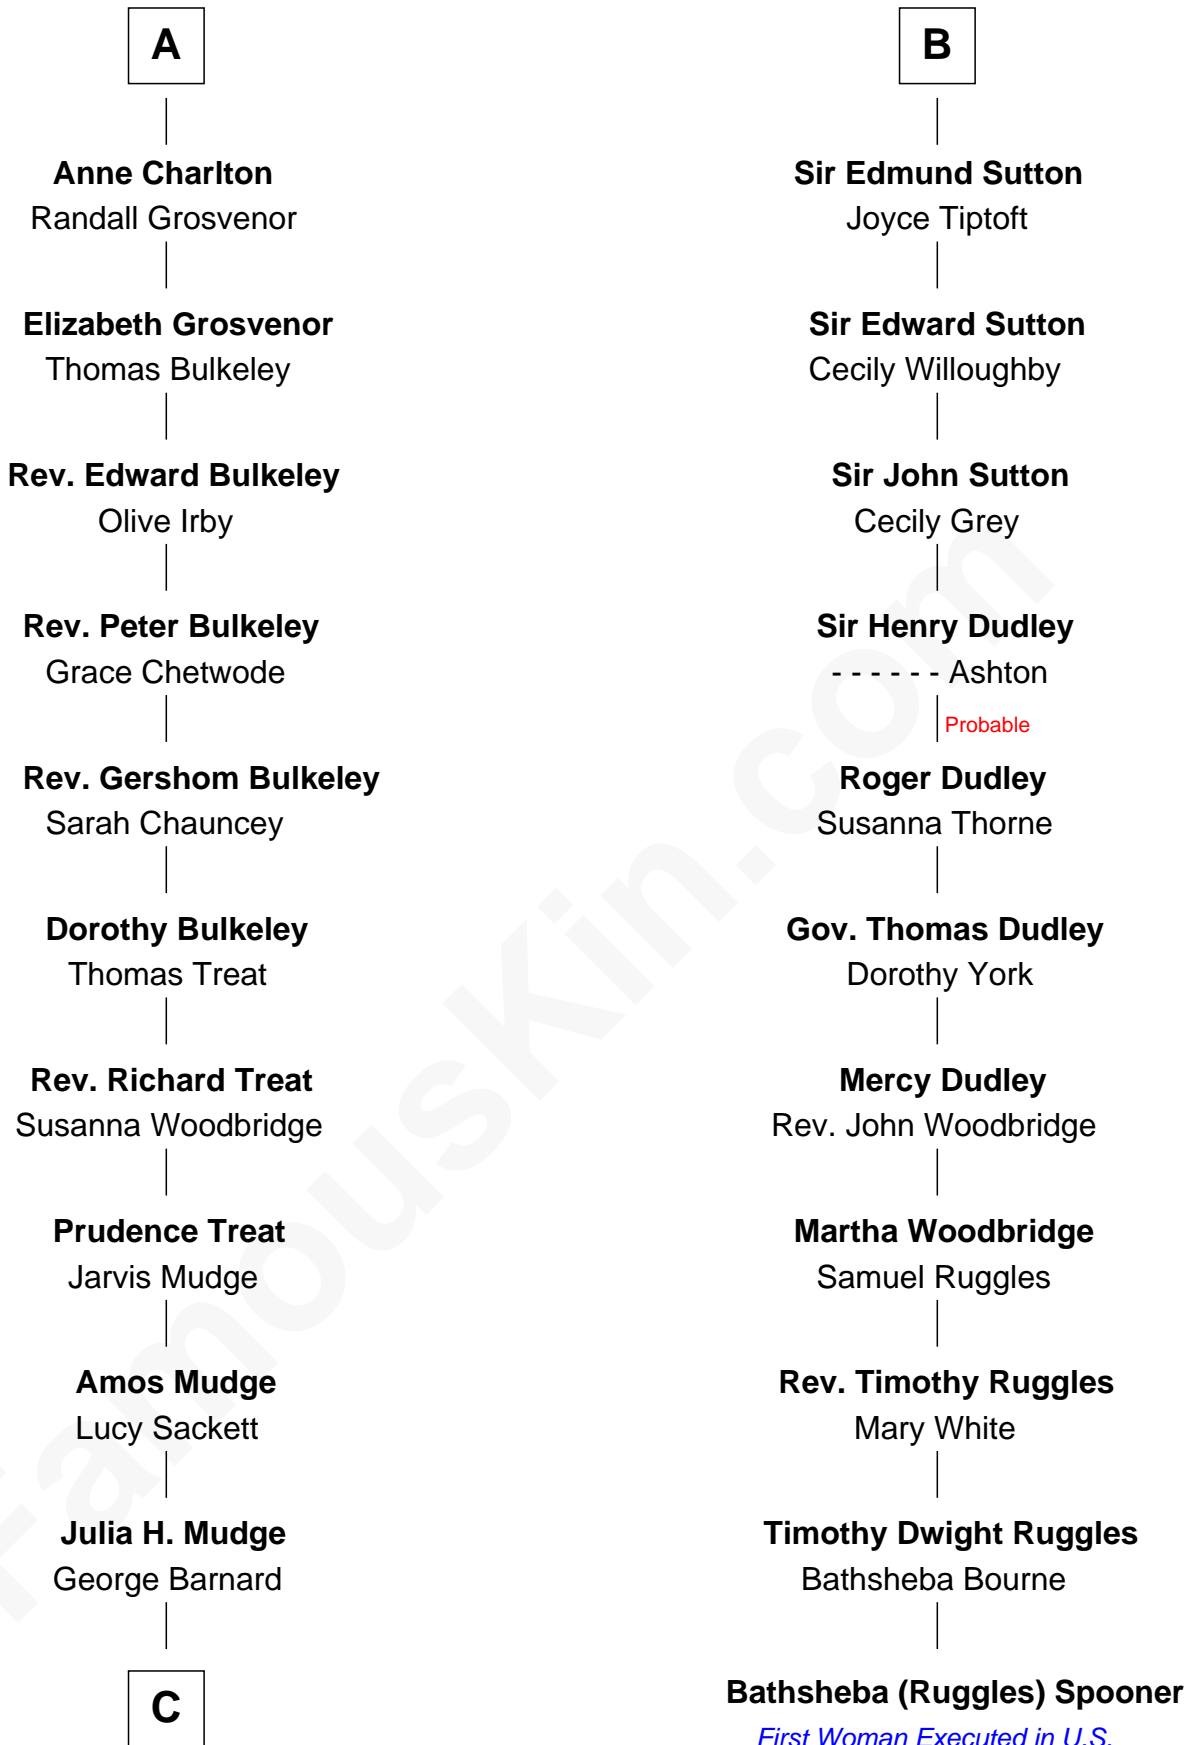 A
Anne Charlton
Randall Grosvenor
Elizabeth Grosvenor
Thomas Bulkeley
Rev. Edward Bulkeley
Olive Irby
Rev. Peter Bulkeley
Grace Chetwode
Rev. Gershom Bulkeley
Sarah Chauncey
Dorothy Bulkeley
Thomas Treat
Rev. Richard Treat
Susanna Woodbridge
Prudence Treat
Jarvis Mudge
Amos Mudge
Lucy Sackett
Julia H. Mudge
George Barnard
C
B
Sir Edmund Sutton
Joyce Tiptoft
Sir Edward Sutton
Cecily Willoughby
Sir John Sutton
Cecily Grey
Sir Henry Dudley
- - - - - - Ashton
Probable
Roger Dudley
Susanna Thorne
Gov. Thomas Dudley
Dorothy York
Mercy Dudley
Rev. John Woodbridge
Martha Woodbridge
Samuel Ruggles
Rev. Timothy Ruggles
Mary White
Timothy Dwight Ruggles
Bathsheba Bourne
Bathsheba (Ruggles) Spooner
First Woman Executed in U.S.
FamousKin.com